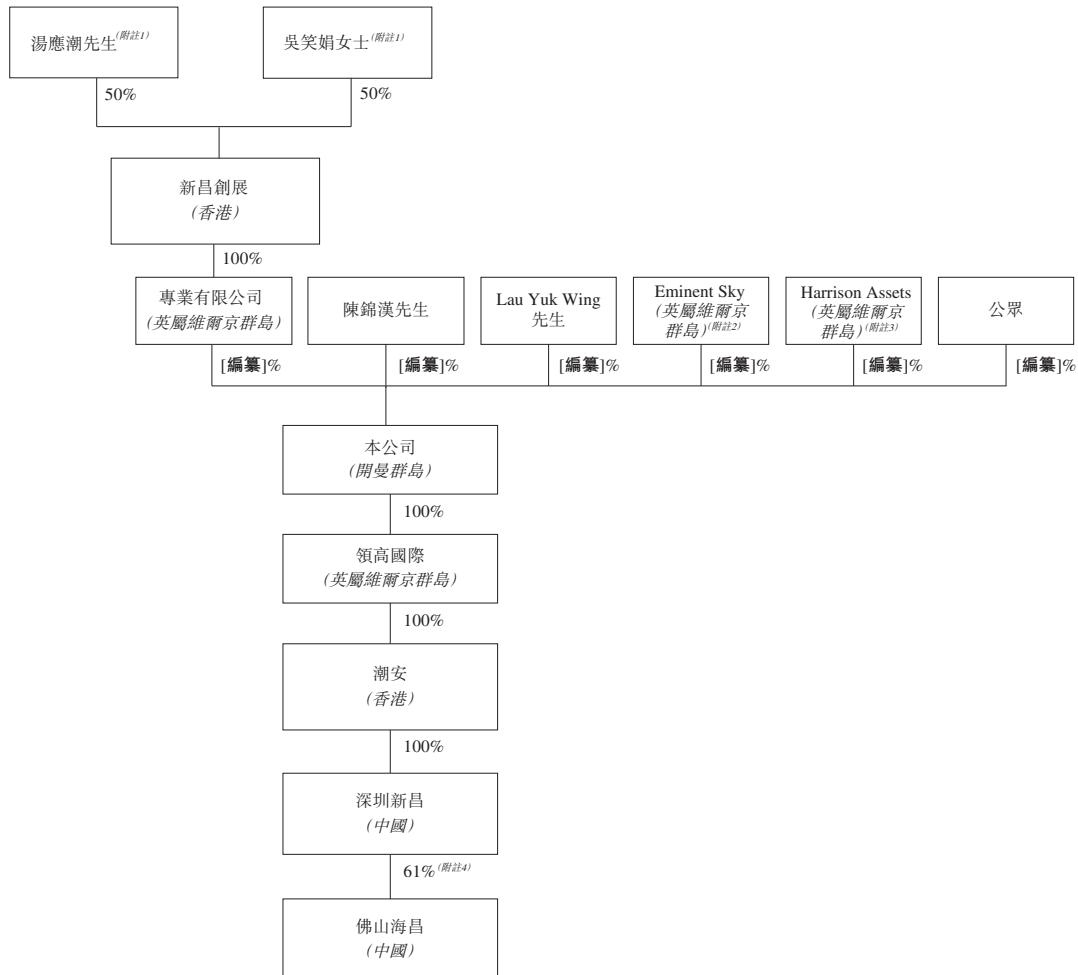 湯應潮先生(附註1)
吳笑娟女士(附註1)
50%
50%
新昌創展
(香港)
100%
專業有限公司
(英屬維爾京群島)
陳錦漢先生
Lau Yuk Wing
先生
Eminent Sky
(英屬維爾京
群島)(附註2)
Harrison Assets
(英屬維爾京
群島)(附註3)
公眾
[編纂]%
[編纂]%
[編纂]%
[編纂]%
[編纂]%
[編纂]%
本公司
(開曼群島)
100%
領高國際
(英屬維爾京群島)
100%
潮安
(香港)
100%
深圳新昌
(中國)
61%(附註4)
佛山海昌
(中國)